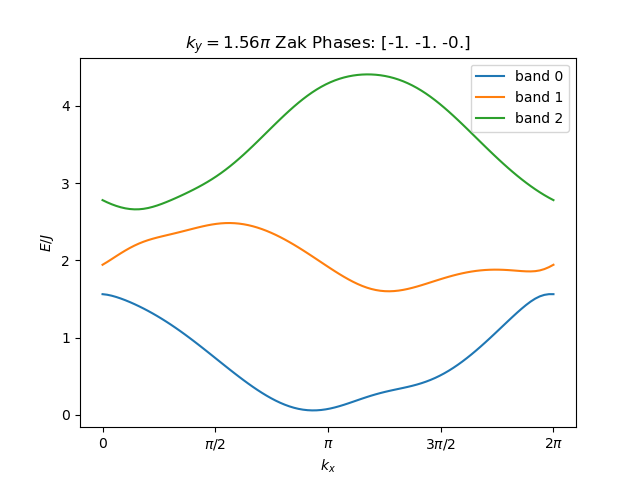 $k_y = 1.56\pi$ Zak Phases: [-1. -1. -0.]
band 0
band 1
band 2
E/J
4
3
2
1
0
0
π/2
π
3π/2
2π
$k_x$